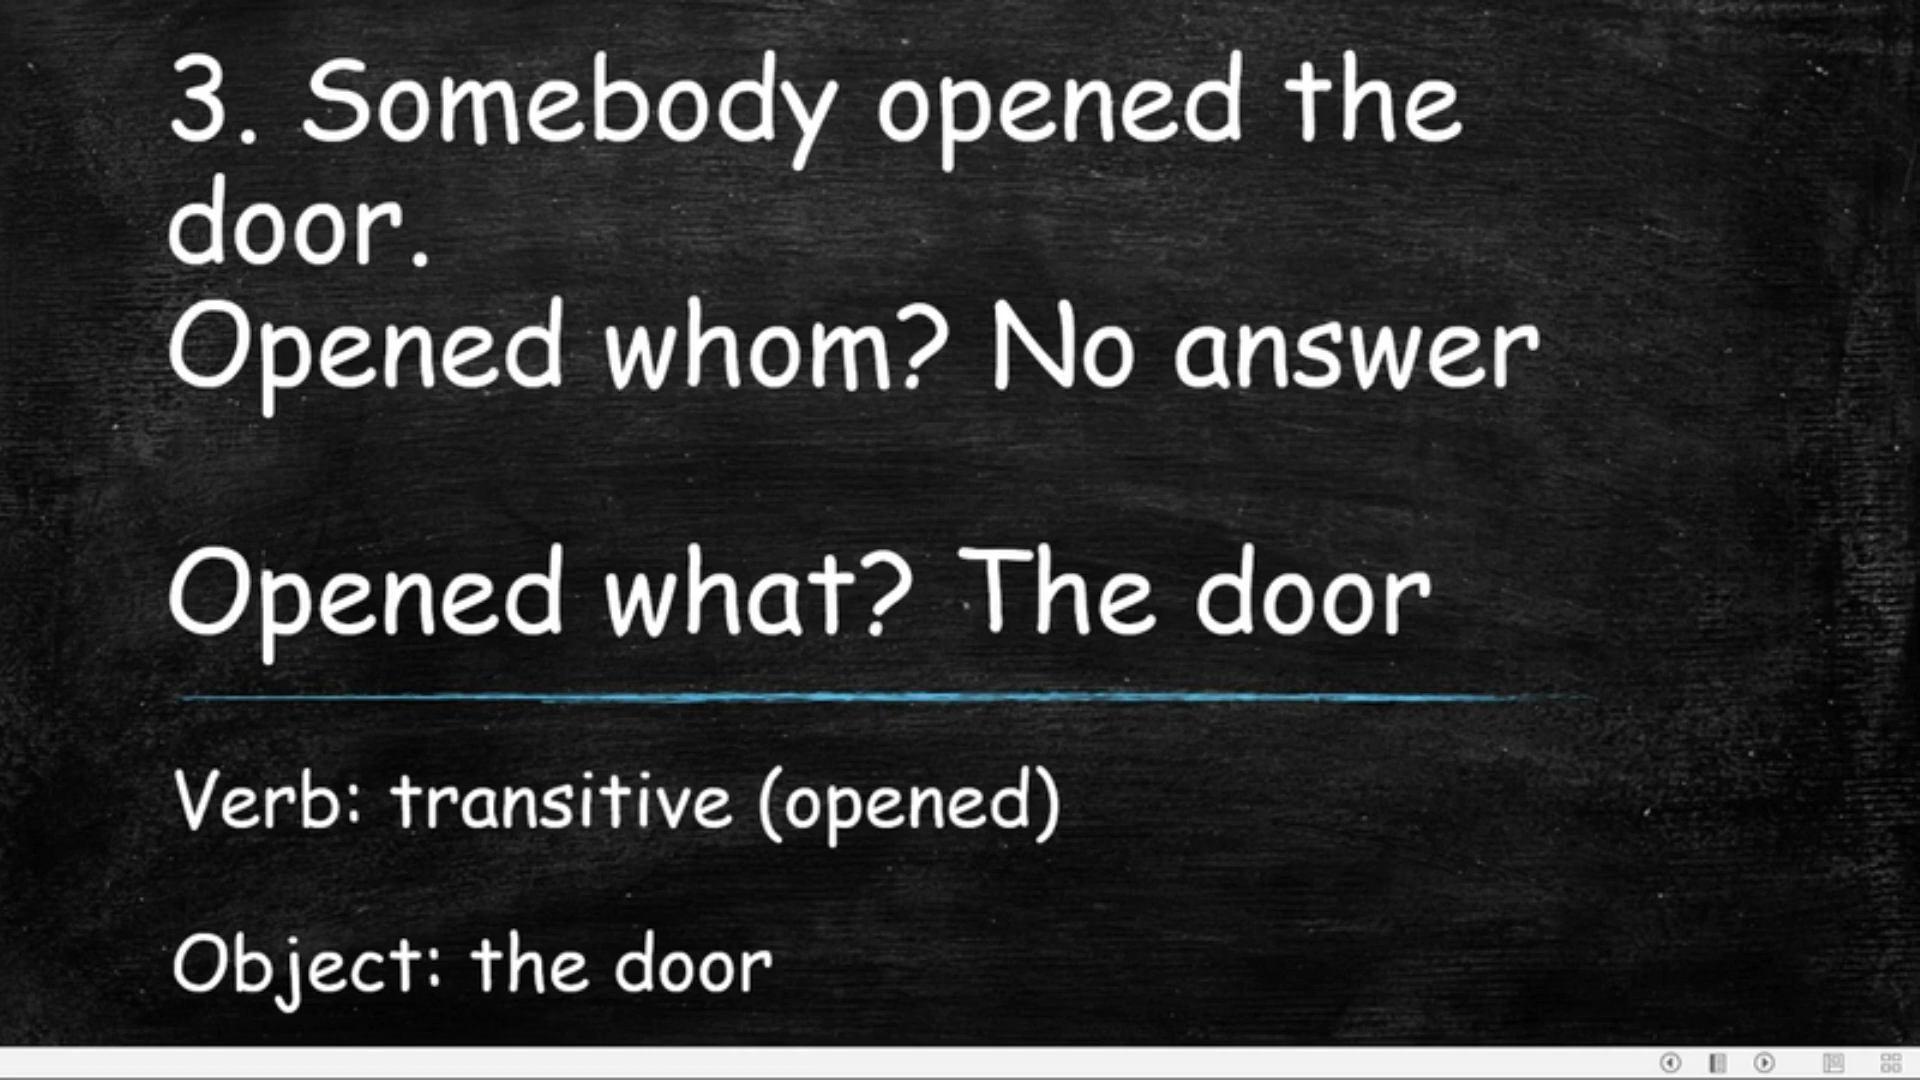 3. Somebody opened the
door.
Opened whom? No answer
Opened what? The door
Verb: transitive (opened)
Object: the door